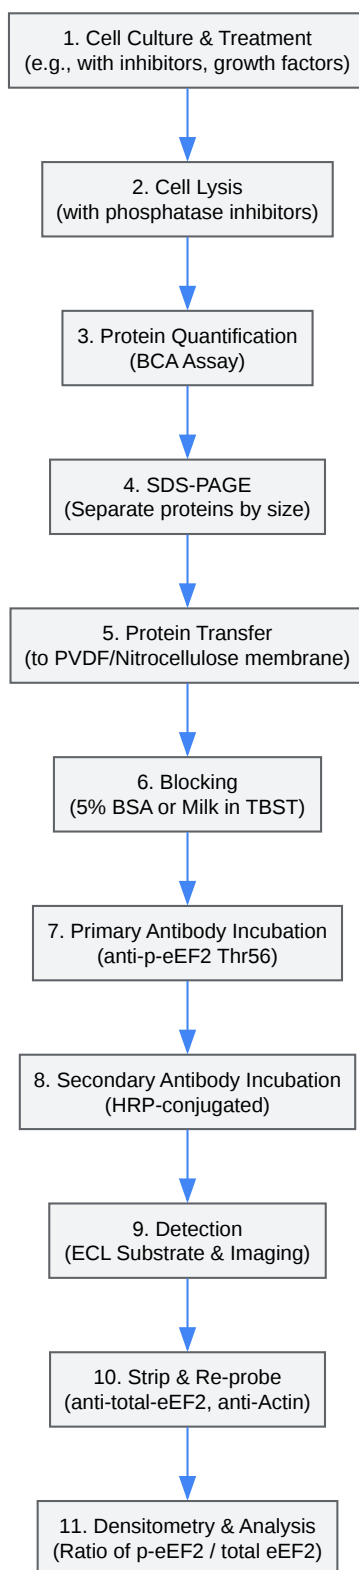 1. Cell Culture & Treatment
(e.g., with inhibitors, growth factors)
2. Cell Lysis
(with phosphatase inhibitors)
3. Protein Quantification
(BCA Assay)
4. SDS-PAGE
(Separate proteins by size)
5. Protein Transfer
(to PVDF/Nitrocellulose membrane)
6. Blocking
(5% BSA or Milk in TBST)
7. Primary Antibody Incubation
(anti-p-eEF2 Thr56)
8. Secondary Antibody Incubation
(HRP-conjugated)
9. Detection
(ECL Substrate & Imaging)
10. Strip & Re-probe
(anti-total-eEF2, anti-Actin)
11. Densitometry & Analysis
(Ratio of p-eEF2 / total eEF2)